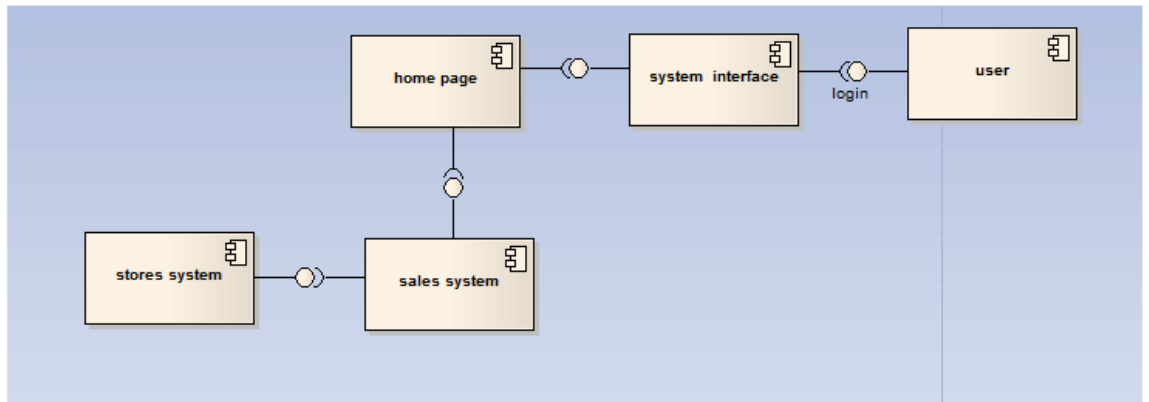 home page
system interface
user
login
stores system
sales system